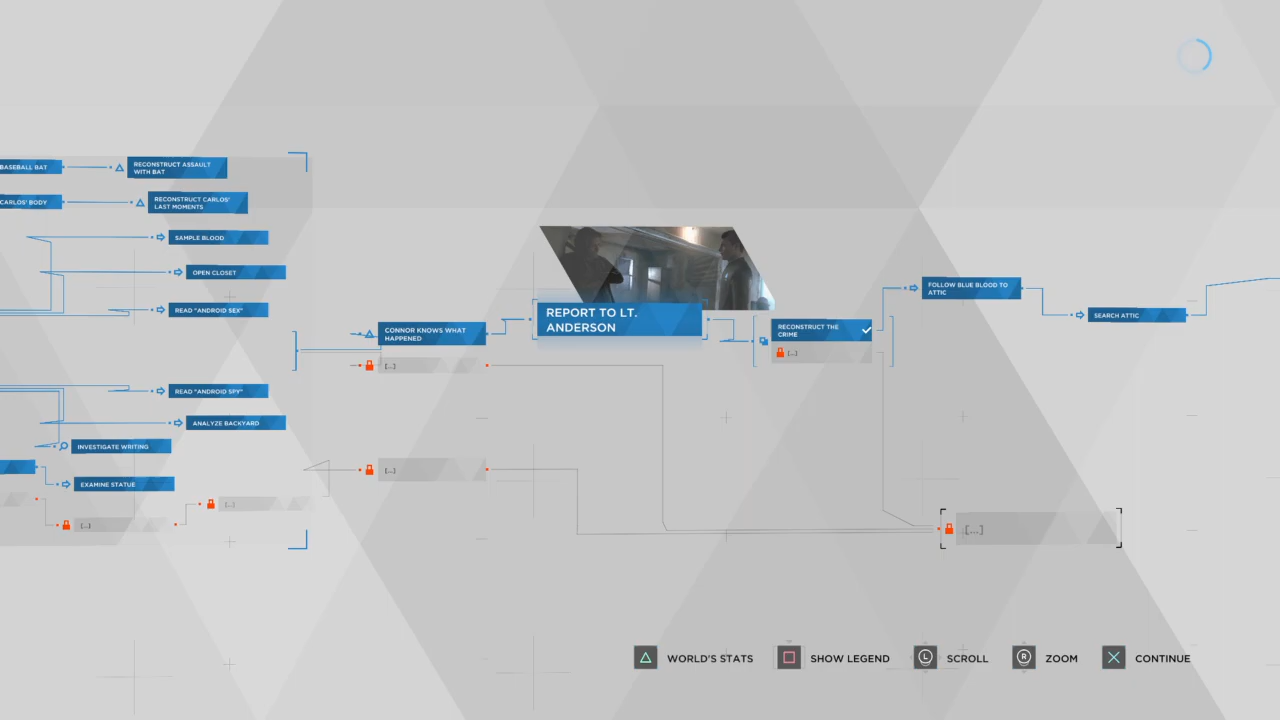 BASEBALL BAT
RECONSTRUCT ASSAULT
WITH BAT
CARLOS' BODY
RECONSTRUCT CARLOS'
LAST MOMENTS
SAMPLE BLOOD
OPEN CLOSET
READ "ANDROID SEX"
READ "ANDROID SPY"
ANALYZE BACKYARD
INVESTIGATE WRITING
EXAMINE STATUE
[...]
[...]
CONNOR KNOWS WHAT
HAPPENED
[...]
[...]
REPORT TO LT.
ANDERSON
RECONSTRUCT THE
CRIME
[...]
FOLLOW BLUE BLOOD TO
ATTIC
SEARCH ATTIC
[...]
WORLD'S STATS
SHOW LEGEND
L
SCROLL
R
ZOOM
CONTINUE